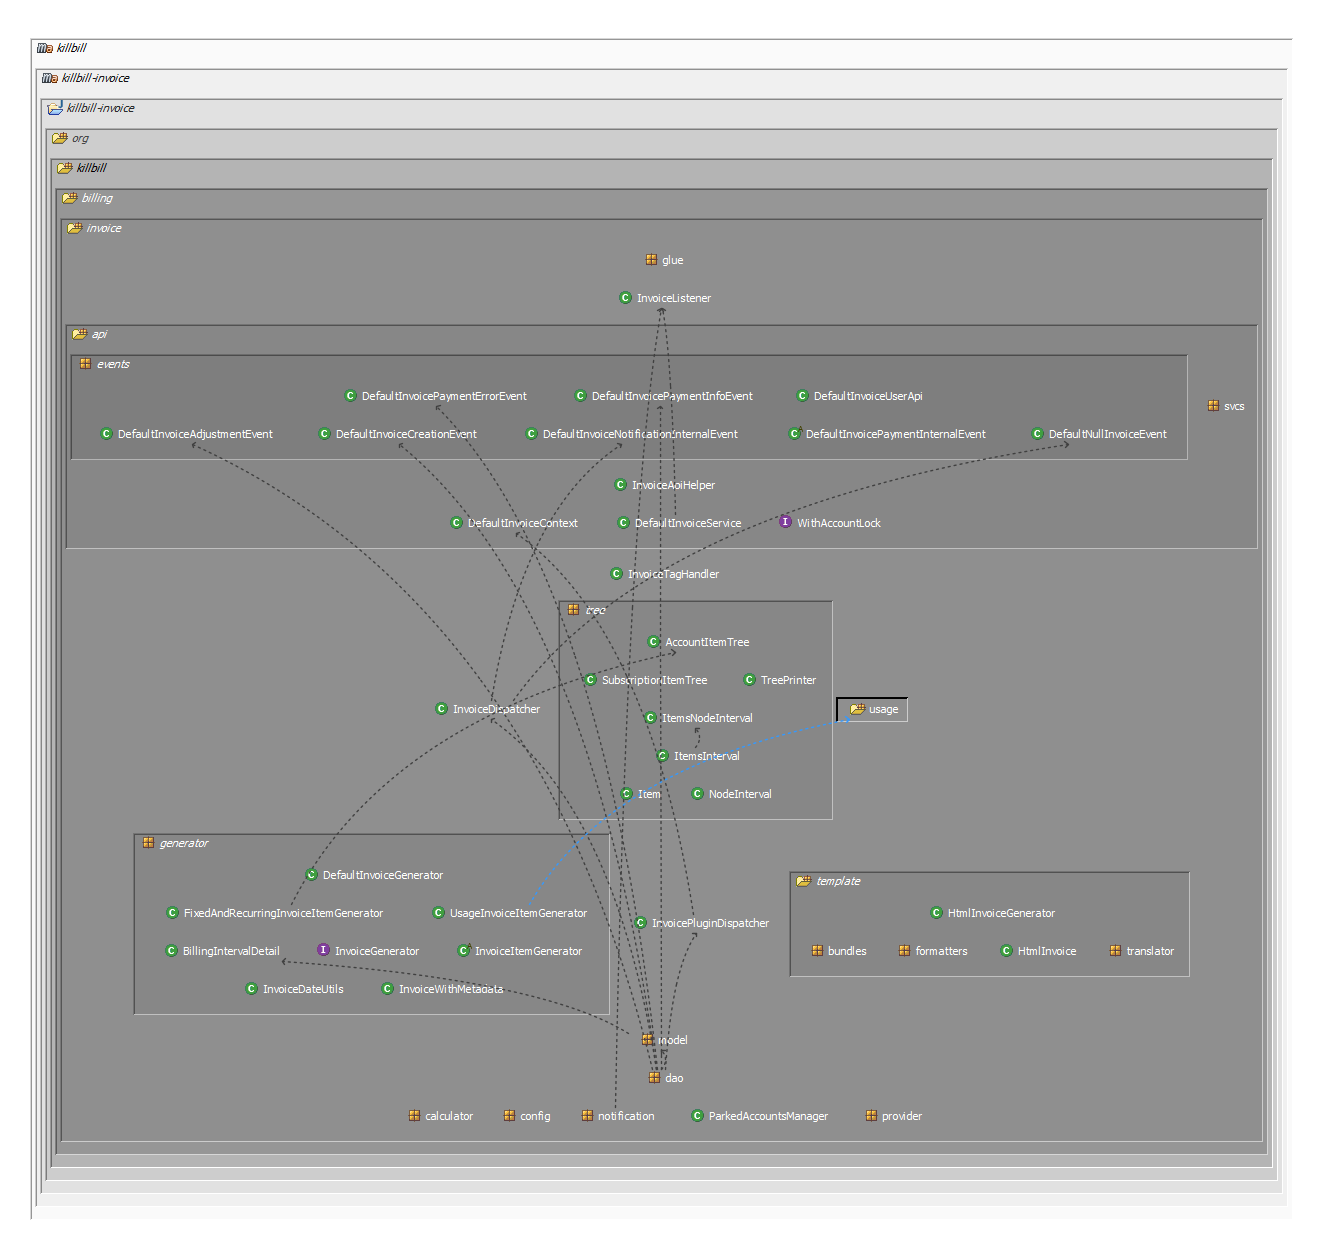 killbill
killbill-invoice
killbill-invoice
org
killbill
billing
invoice
glue
InvoiceListener
api
events
DefaultInvoicePaymentErrorEvent
DefaultInvoicePaymentInfoEvent
DefaultInvoiceUserApi
svcs
DefaultInvoiceAdjustmentEvent
DefaultInvoiceCreationEvent
DefaultInvoiceNotificationInternalEvent
DefaultInvoicePaymentInternalEvent
DefaultNullInvoiceEvent
InvoiceApiHelper
DefaultInvoiceContext
DefaultInvoiceService
WithAccountLock
InvoiceTagHandler
tree
AccountItemTree
SubscriptionItemTree
TreePrinter
InvoiceDispatcher
ItemsNodeInterval
usage
ItemsInterval
Item
NodeInterval
generator
DefaultInvoiceGenerator
FixedAndRecurringInvoiceItemGenerator
UsageInvoiceItemGenerator
BillingIntervalDetail
InvoiceGenerator
InvoiceItemGenerator
InvoiceDateUtils
InvoiceWithMetadata
InvoicePluginDispatcher
template
HtmlInvoiceGenerator
bundles
formatters
HtmlInvoice
translator
model
dao
calculator
config
notification
ParkedAccountsManager
provider